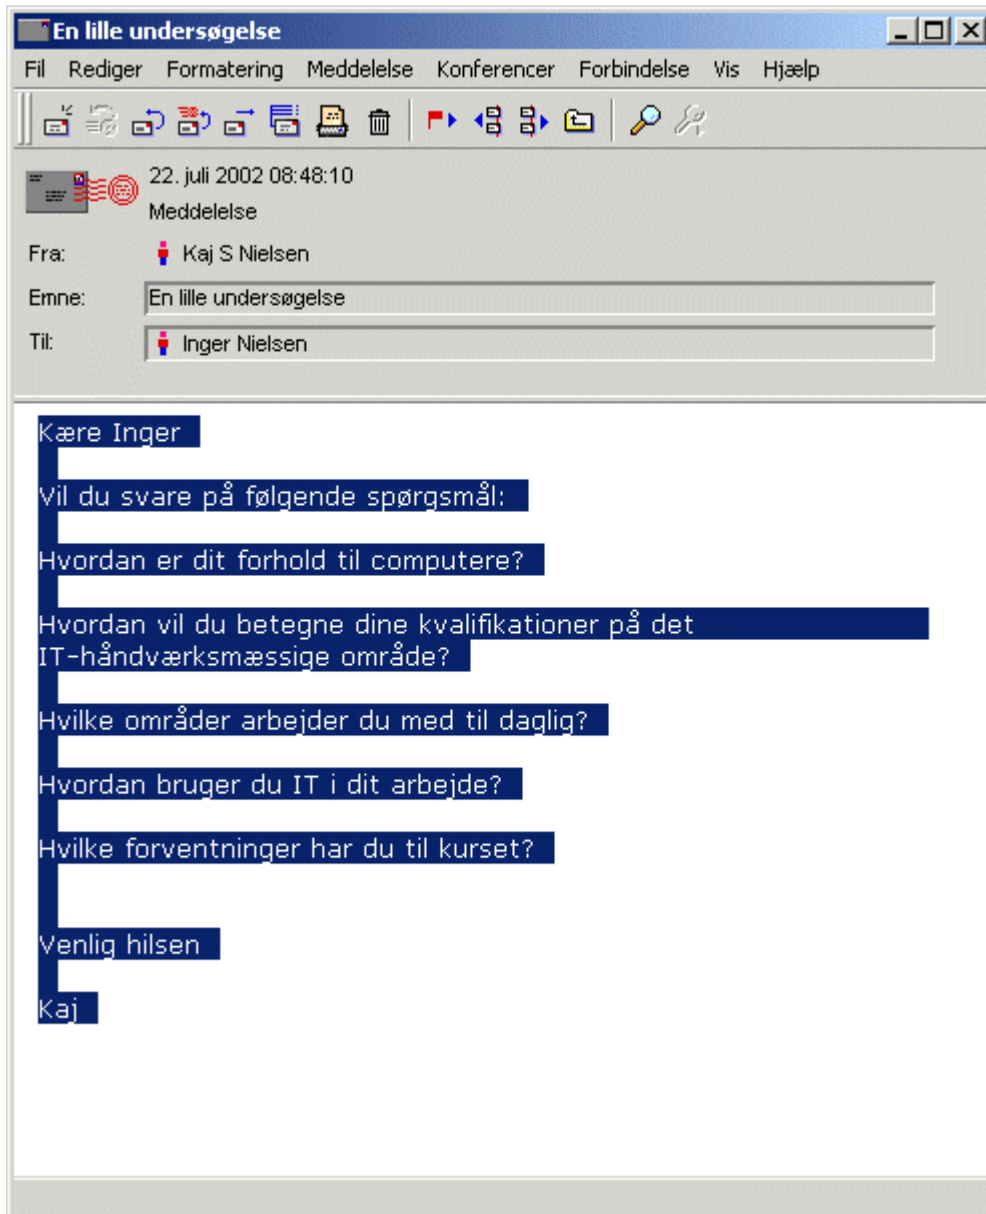 En lille undersøgelse
Fil Rediger Formatering Meddelelse Konferencer Forbindelse Vis Hjælp
22. juli 2002 08:48:10
Meddelelse
Fra: Kaj S Nielsen
Emne: En lille undersøgelse
Til: Inger Nielsen
Kære Inger
Vil du svare på følgende spørgsmål:
Hvordan er dit forhold til computere?
Hvordan vil du betegne dine kvalifikationer på det
IT-håndværksmæssige område?
Hvilke områder arbejder du med til daglig?
Hvordan bruger du IT i dit arbejde?
Hvilke forventninger har du til kurset?
Venlig hilsen
Kaj